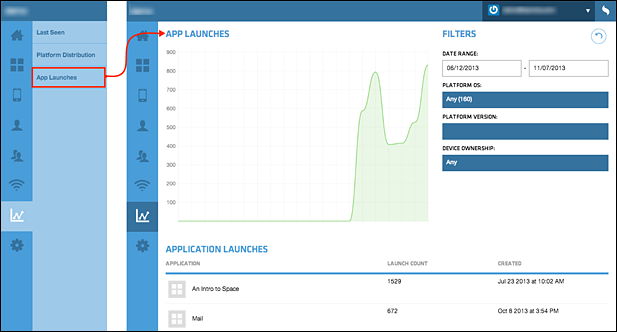 Last Seen
Platform Distribution
App Launches
APP LAUNCHES
900
800
700
600
500
400
300
200
100
FILTERS
DATE RANGE:
06/12/2013 - 11/07/2013
PLATFORM OS:
Any (160)
PLATFORM VERSION:
DEVICE OWNERSHIP:
Any
APPLICATION LAUNCHES
APPLICATION LAUNCH COUNT CREATED
An Intro to Space 1529 Jul 23 2013 at 10:02 AM
Mail 672 Oct 8 2013 at 3:54 PM